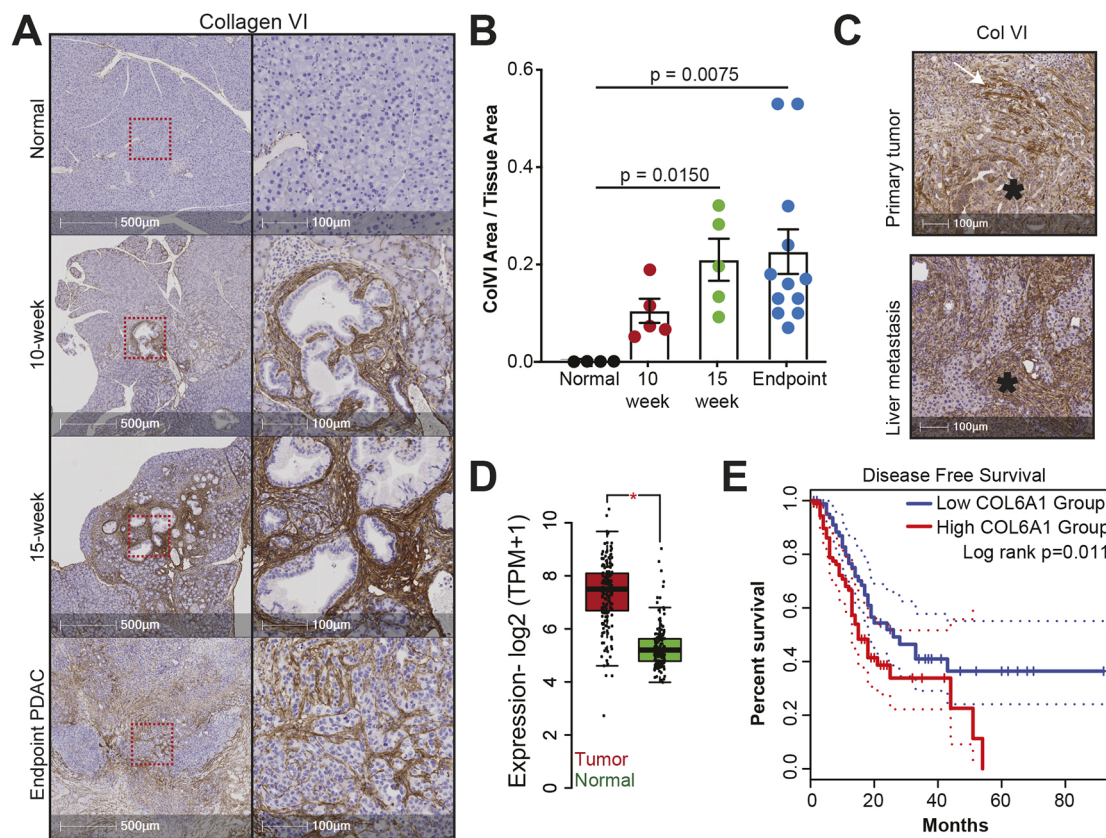 A
Collagen VI
Normal
500μm
100μm
10-week
500μm
100μm
15-week
500μm
100μm
Endpoint PDAC
500μm
100μm
B
ColVI Area / Tissue Area
0.6
0.4
0.2
0.0
p = 0.0075
p = 0.0150
Normal
10
week
15
week
Endpoint
C
Col VI
Primary tumor
100μm
Liver metastasis
100μm
D
Expression- log2 (TPM+1)
10
8
6
4
2
0
*
Tumor
Normal
E
Disease Free Survival
Low COL6A1 Group
High COL6A1 Group
Log rank p=0.011
Percent survival
1.0
0.8
0.6
0.4
0.2
0.0
0
20
40
60
80
Months